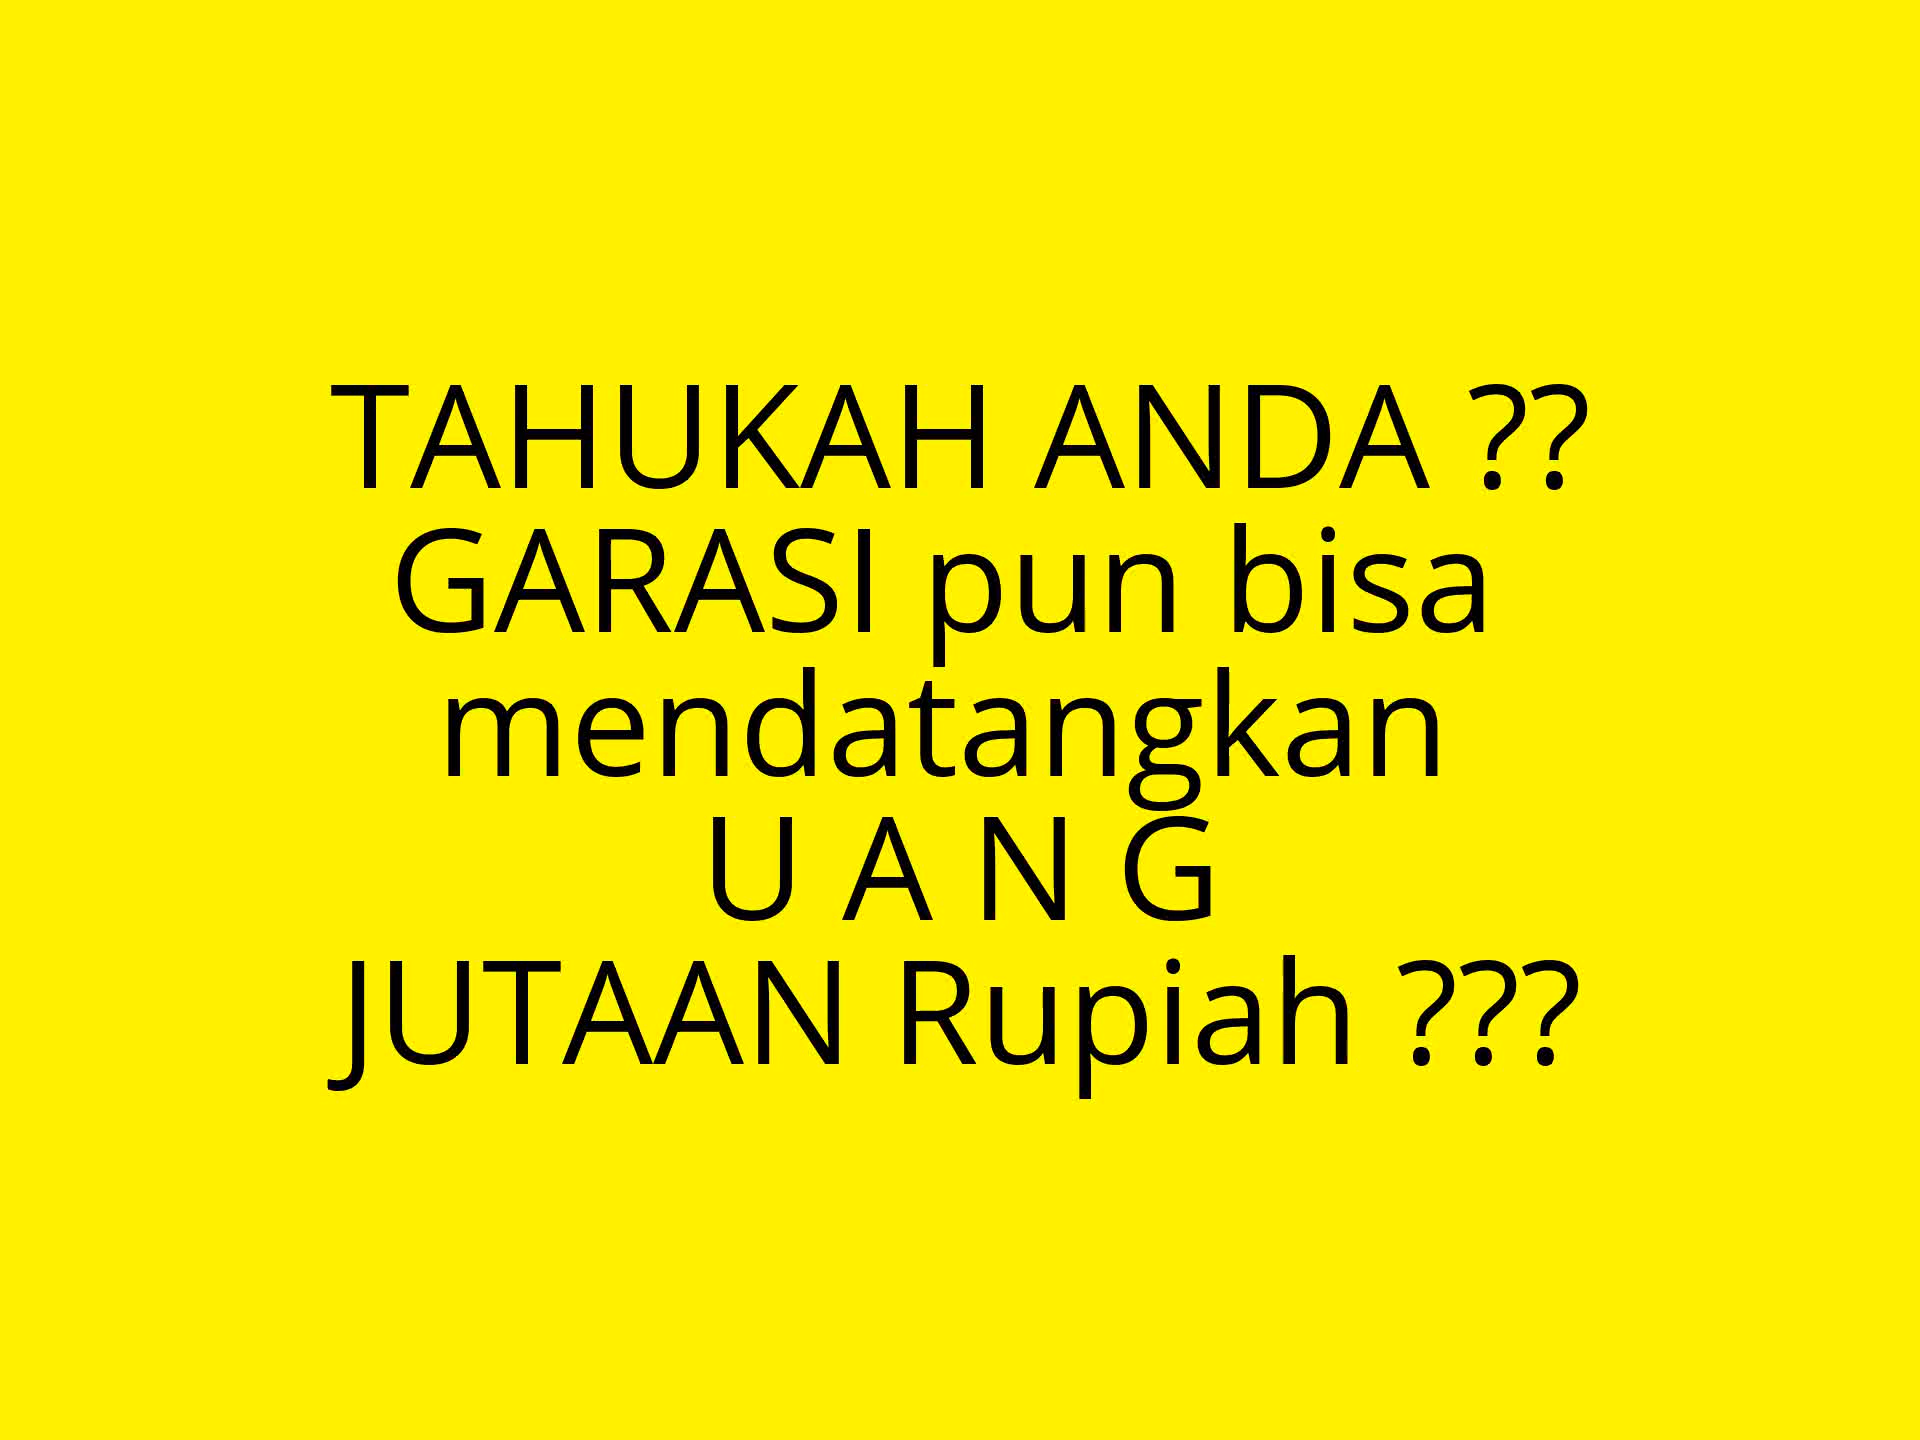 TAHUKAH ANDA ??
GARASI pun bisa
mendatangkan
U A N G
JUTAAN Rupiah ???